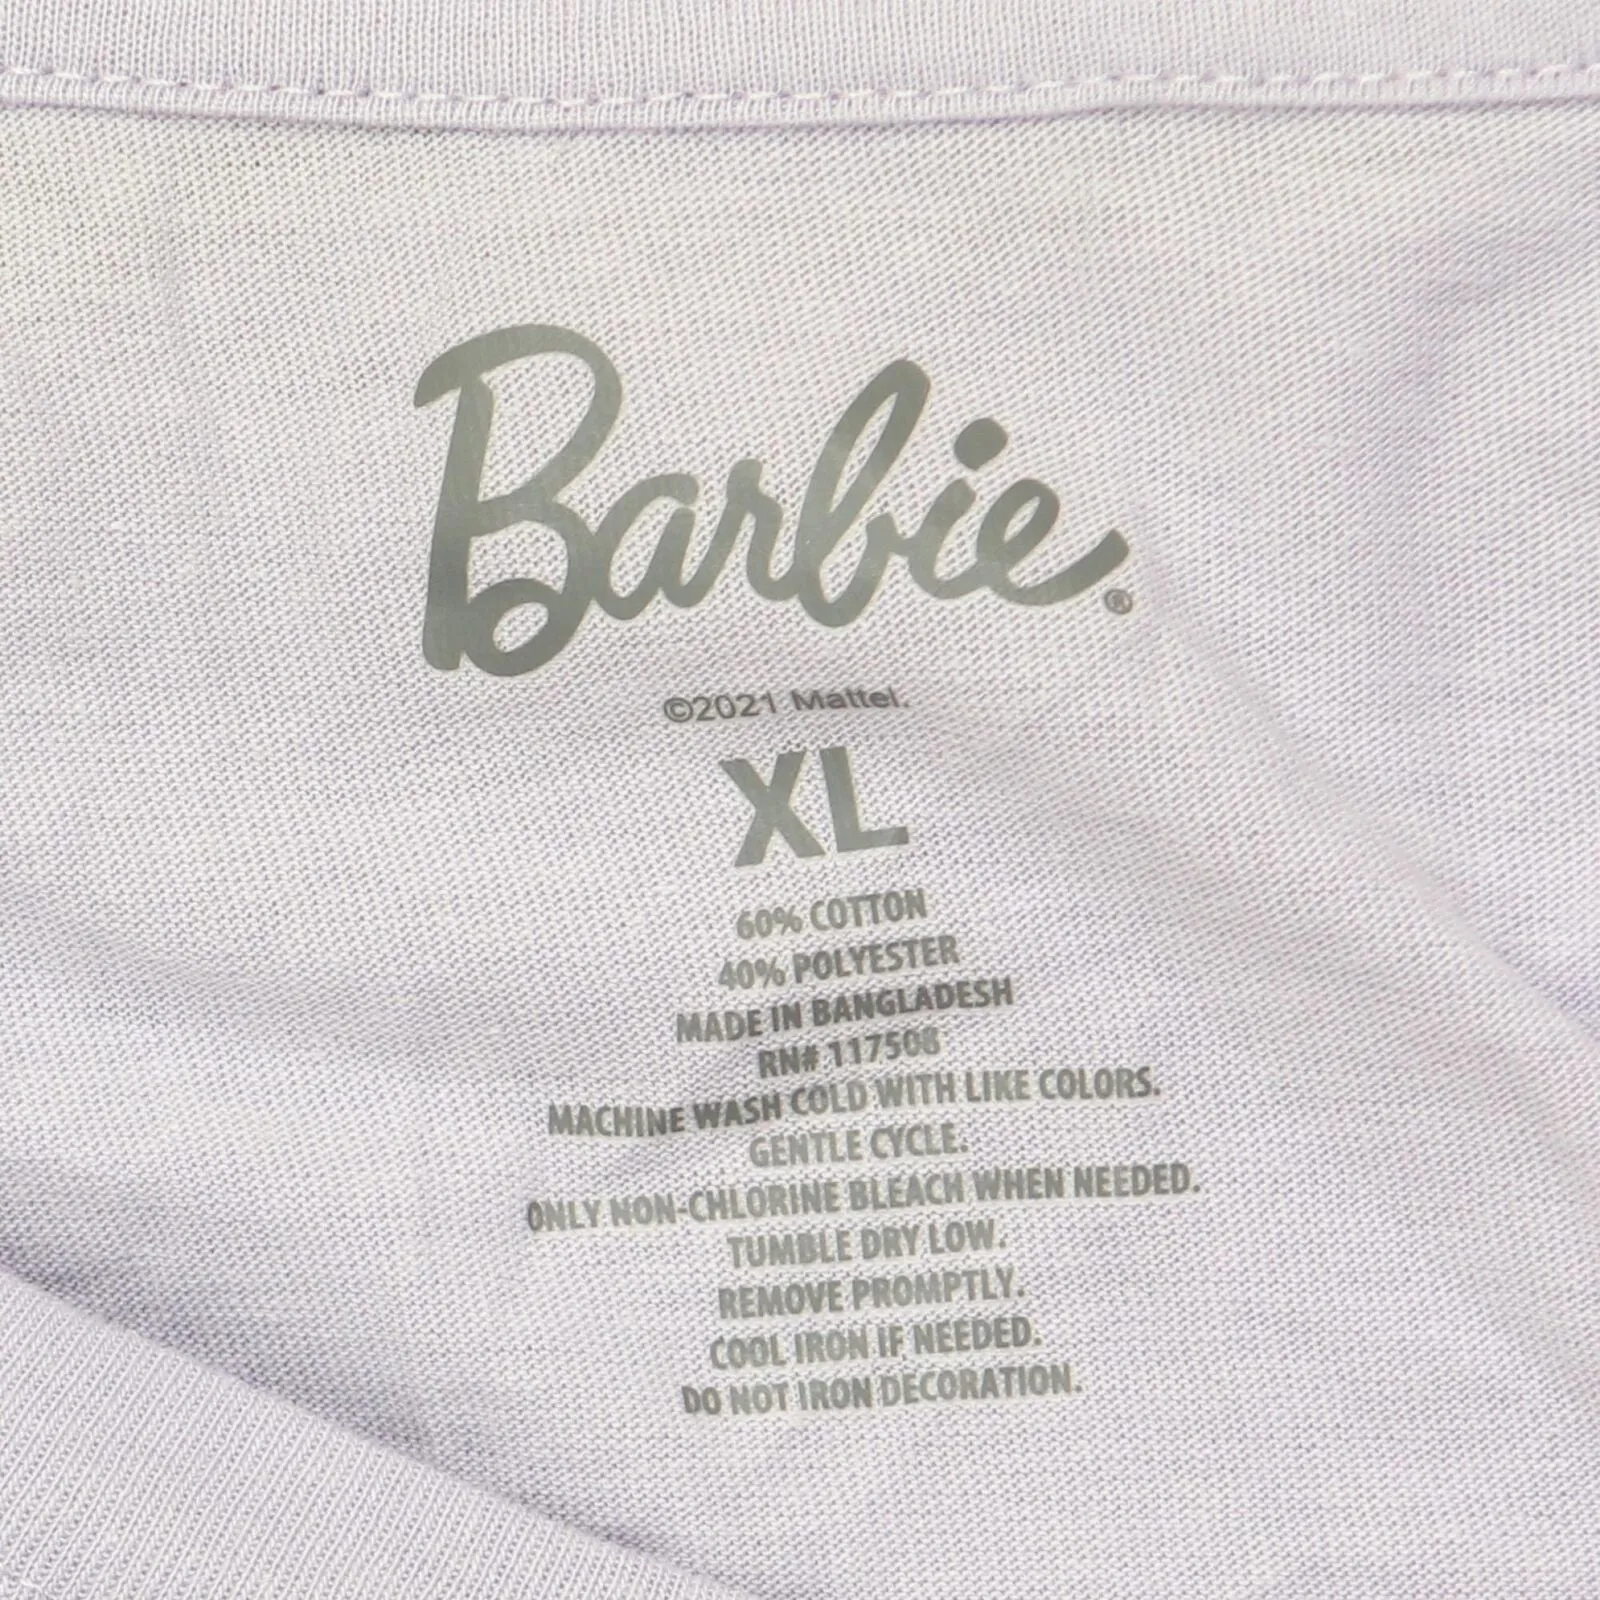 Barbie®
©2021 Mattel.
XL
60% COTTON
40% POLYESTER
MADE IN BANGLADESH
RN# 117508
MACHINE WASH COLD WITH LIKE COLORS.
GENTLE CYCLE.
ONLY NON-CHLORINE BLEACH WHEN NEEDED.
TUMBLE DRY LOW.
REMOVE PROMPTLY.
COOL IRON IF NEEDED.
DO NOT IRON DECORATION.